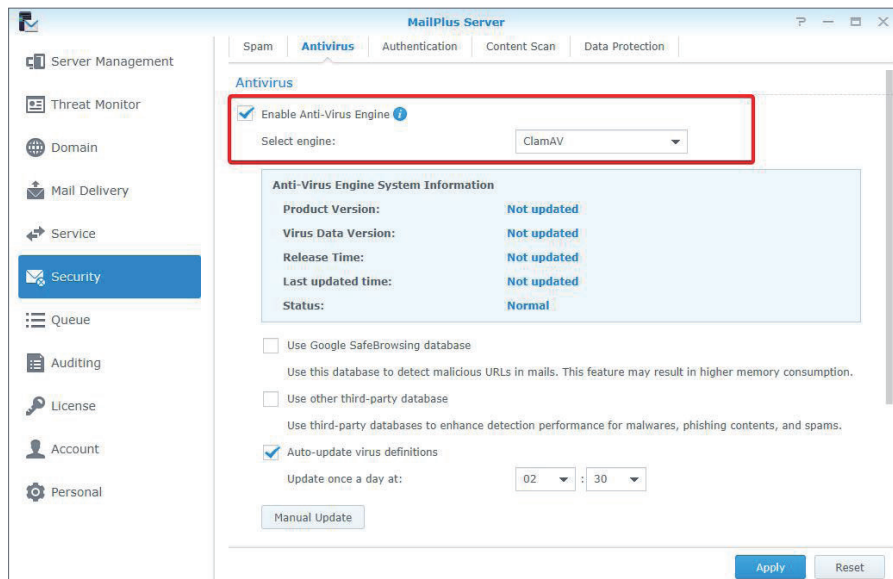 MailPlus Server
Server Management
Threat Monitor
Domain
Mail Delivery
Service
Security
Queue
Auditing
License
Account
Personal
Spam Antivirus Authentication Content Scan Data Protection
Antivirus
Enable Anti-Virus Engine i
Select engine: ClamAV
Anti-Virus Engine System Information
Product Version: Not updated
Virus Data Version: Not updated
Release Time: Not updated
Last updated time: Not updated
Status: Normal
Use Google SafeBrowsing database
Use this database to detect malicious URLs in mails. This feature may result in higher memory consumption.
Use other third-party database
Use third-party databases to enhance detection performance for malwares, phishing contents, and spams.
Auto-update virus definitions
Update once a day at: 02 : 30
Manual Update
Apply Reset